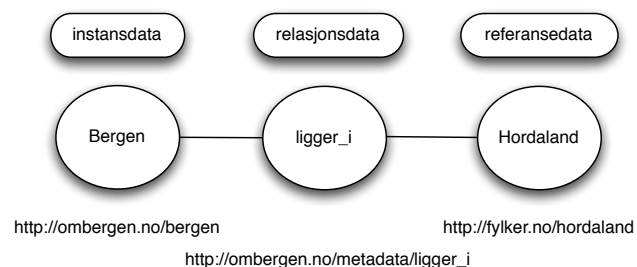 instansdata relasjonsdata referansedata
Bergen ligger_i Hordaland
http://ombergen.no/bergen http://fylker.no/hordaland
http://ombergen.no/metadata/ligger_i